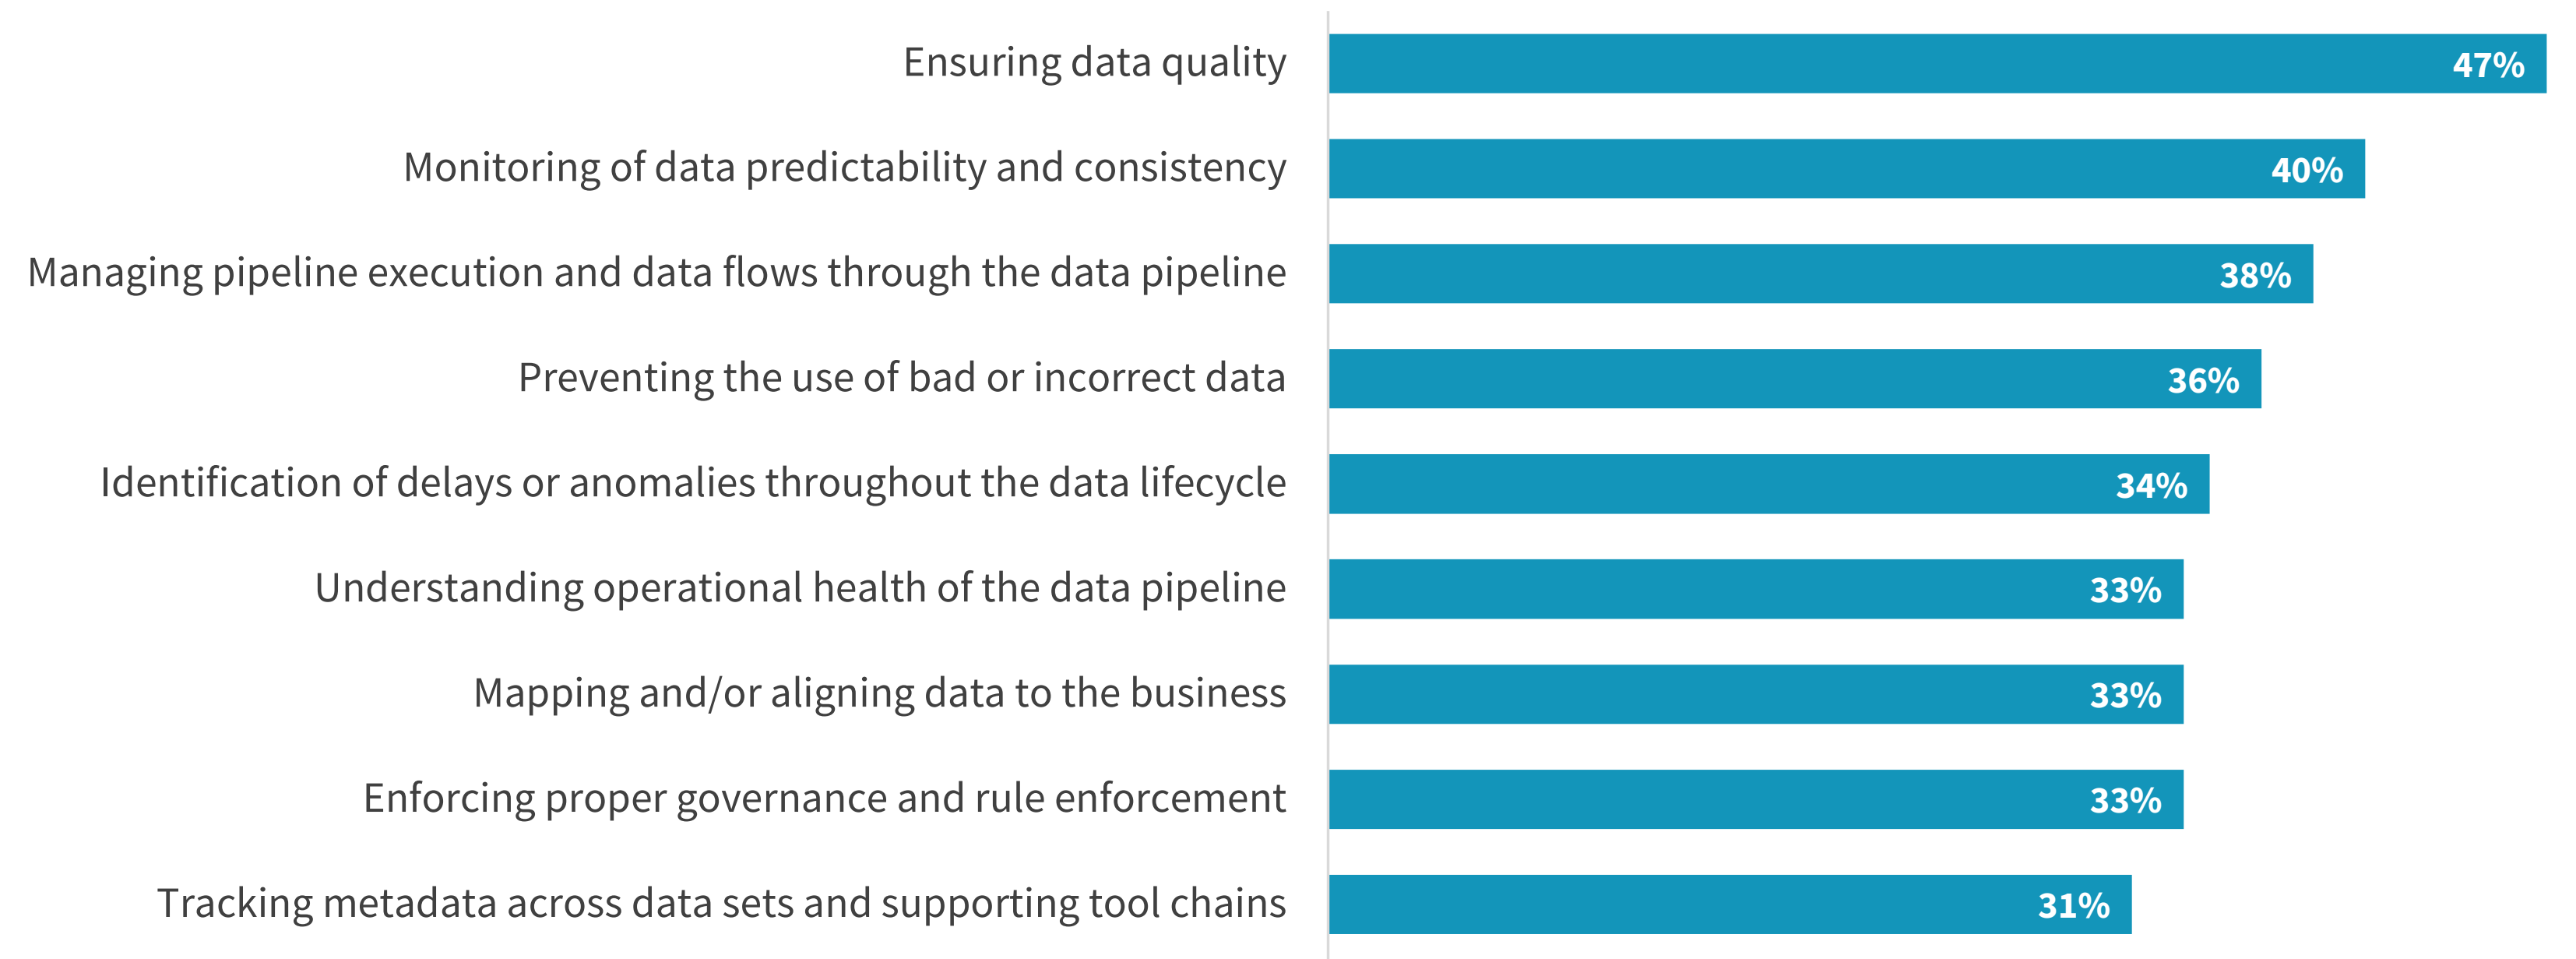 Ensuring data quality 47%
Monitoring of data predictability and consistency 40%
Managing pipeline execution and data flows through the data pipeline 38%
Preventing the use of bad or incorrect data 36%
Identification of delays or anomalies throughout the data lifecycle 34%
Understanding operational health of the data pipeline 33%
Mapping and/or aligning data to the business 33%
Enforcing proper governance and rule enforcement 33%
Tracking metadata across data sets and supporting tool chains 31%